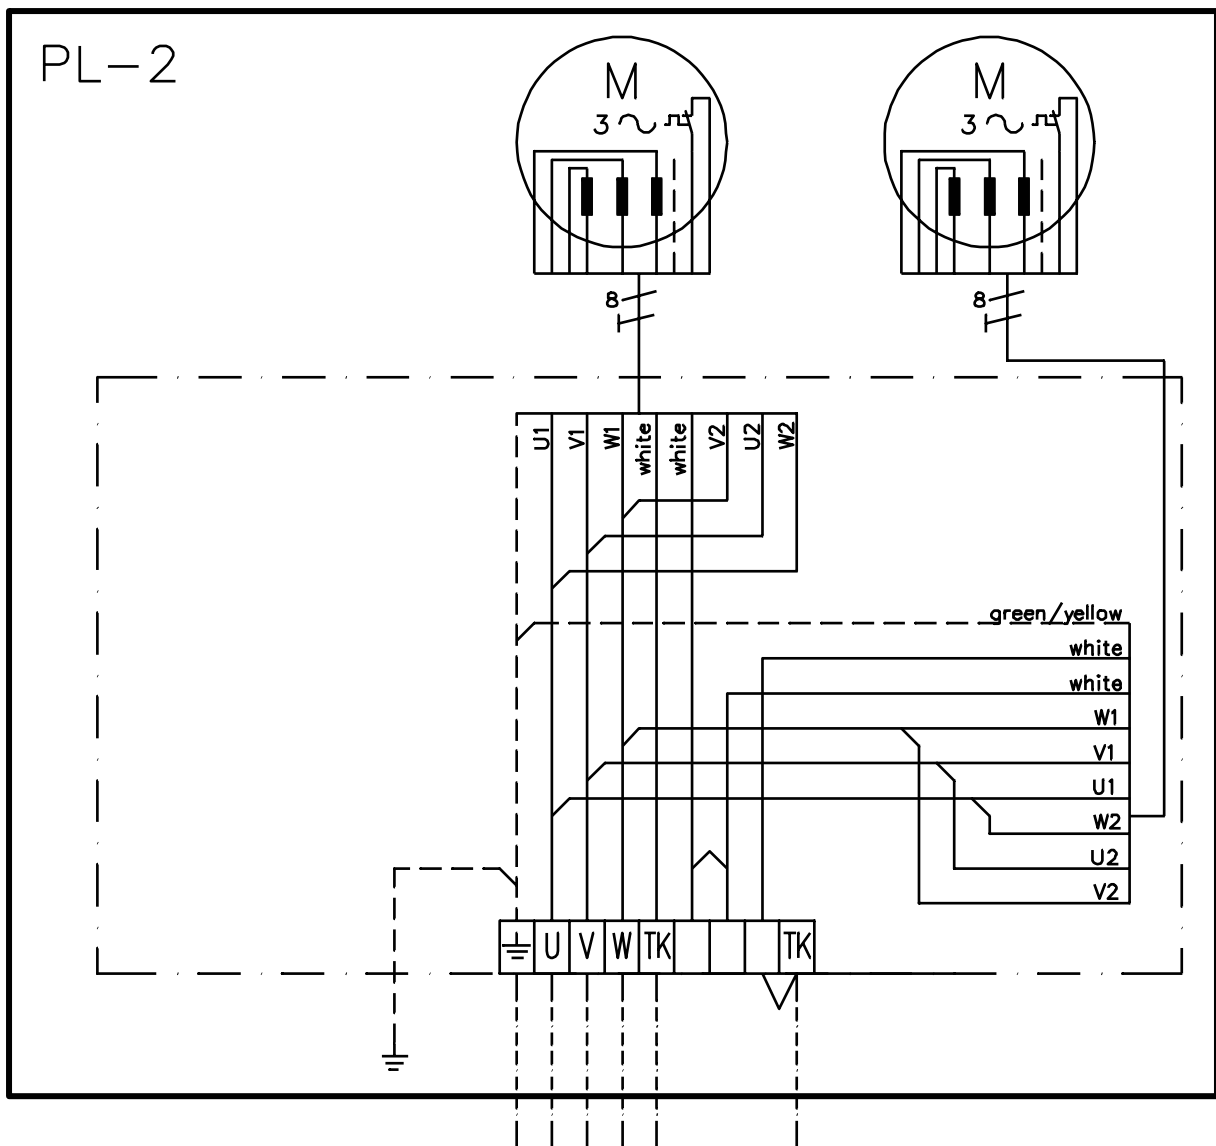 PL-2
M
M
3
3
8
8
U1
V1
W1
white
white
V2
U2
W2
green/yellow
white
white
W1
V1
U1
W2
U2
V2
U V W TK TK